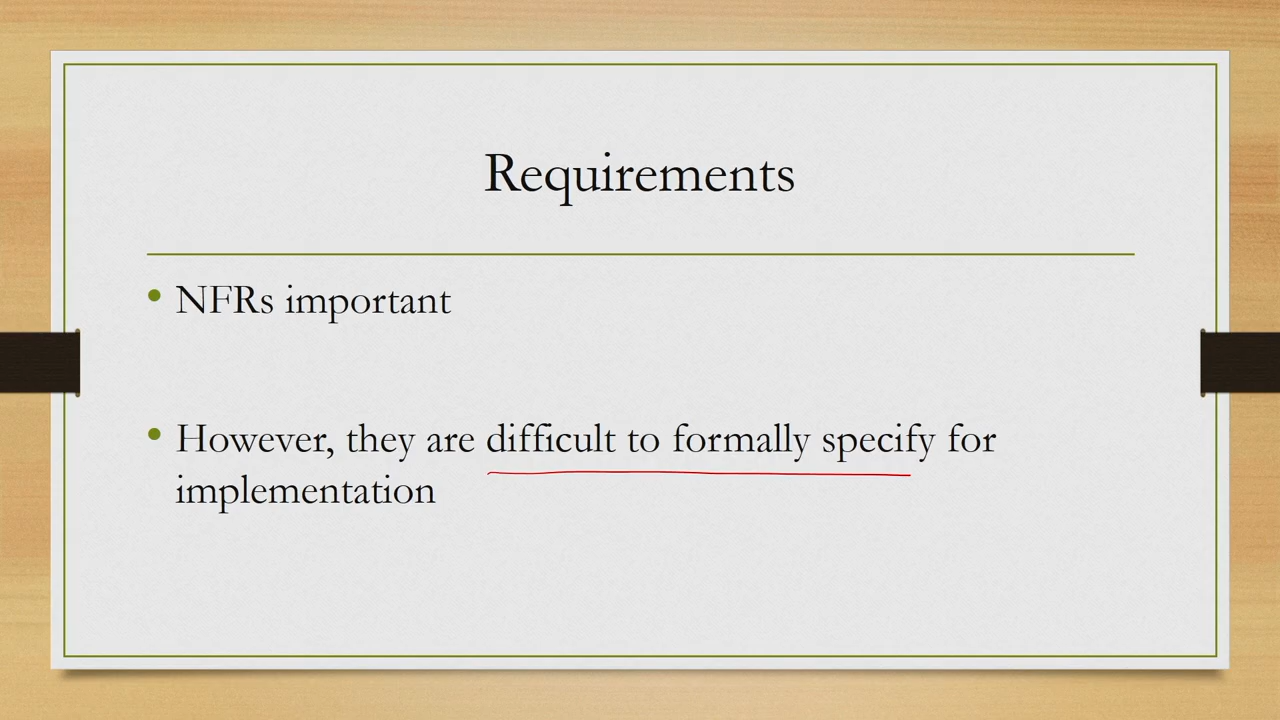 Requirements
• NFRs important
• However, they are difficult to formally specify for
implementation